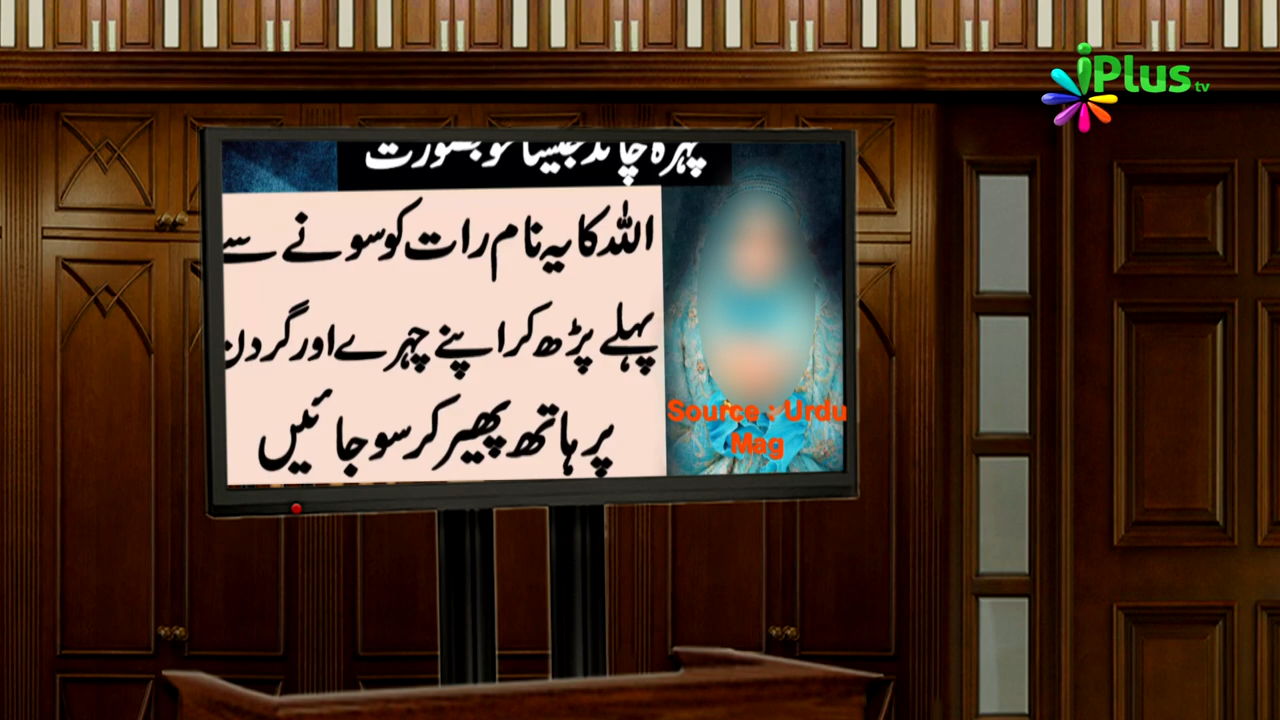 iPlus tv
چہرہ چاند جیسا خوبصورت
اللہ کا یہ نام رات کو سونے سے
پہلے پڑھ کر اپنے چہرے اور گردن
پر ہاتھ پھیر کر سو جائیں
Source : Urdu
Mag